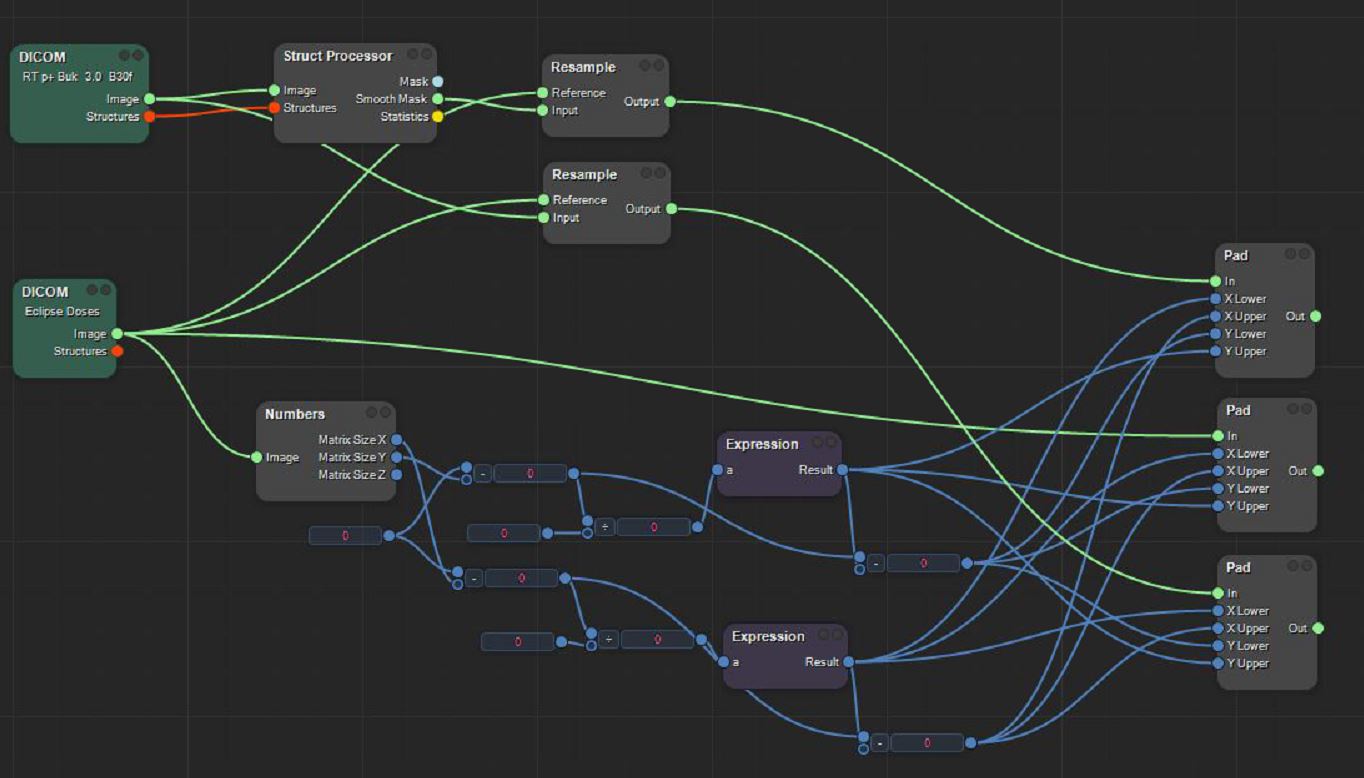 DICOM
RT p+ Buk 3.0 B30f
Image
Structures
Struct Processor
Mask
Image
Smooth Mask
Structures
Statistics
Resample
Reference
Output
Input
Resample
Reference
Output
Input
DICOM
Eclipse Doses
Image
Structures
Numbers
Matrix Size X
Image Matrix Size Y
Matrix Size Z
0
- 0
0
÷ 0
Expression
a Result
- 0
- 0
0
÷ 0
Expression
a Result
- 0
Pad
In
X Lower
X Upper Out
Y Lower
Y Upper
Pad
In
X Lower
X Upper Out
Y Lower
Y Upper
Pad
In
X Lower
X Upper Out
Y Lower
Y Upper